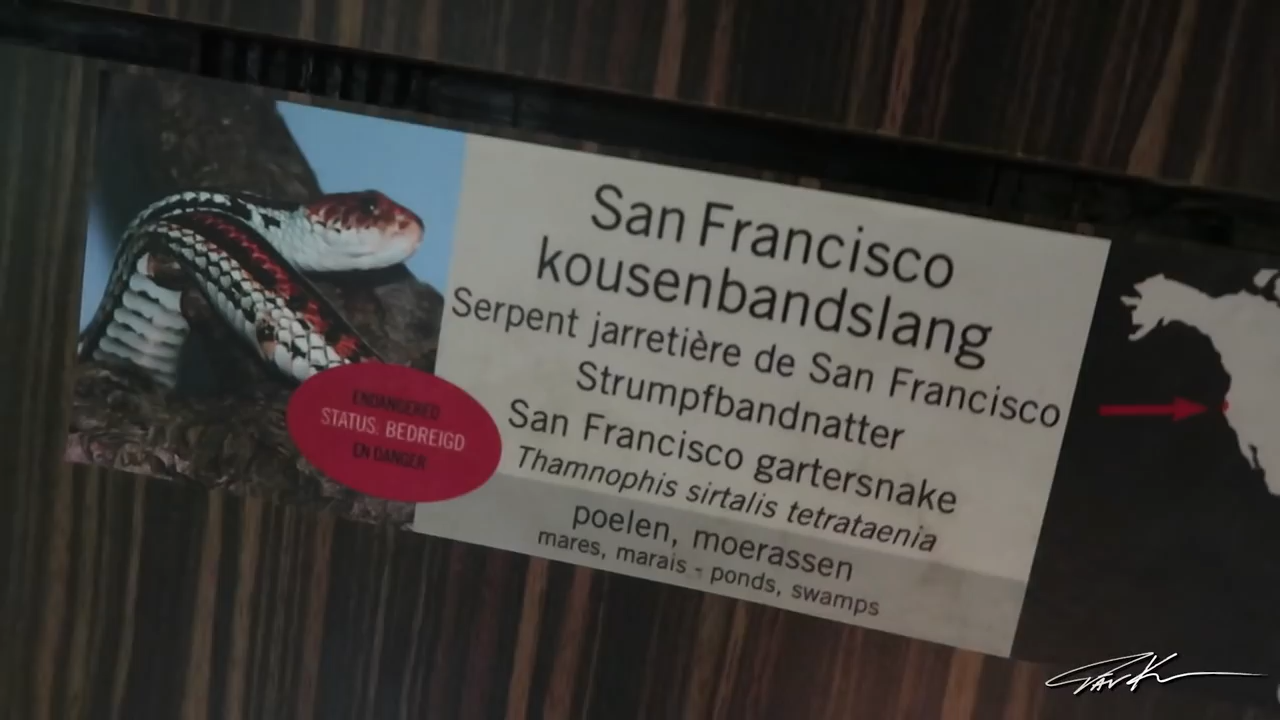 San Francisco
kousenbandslang
Serpent jarretière de San Francisco
Strumpfbandnatter
San Francisco gartersnake
Thamnophis sirtalis tetrataenia
poelen, moerassen
mares, marais - ponds, swamps
ENDANGERED
STATUS. BEDREIGD
EN DANGER